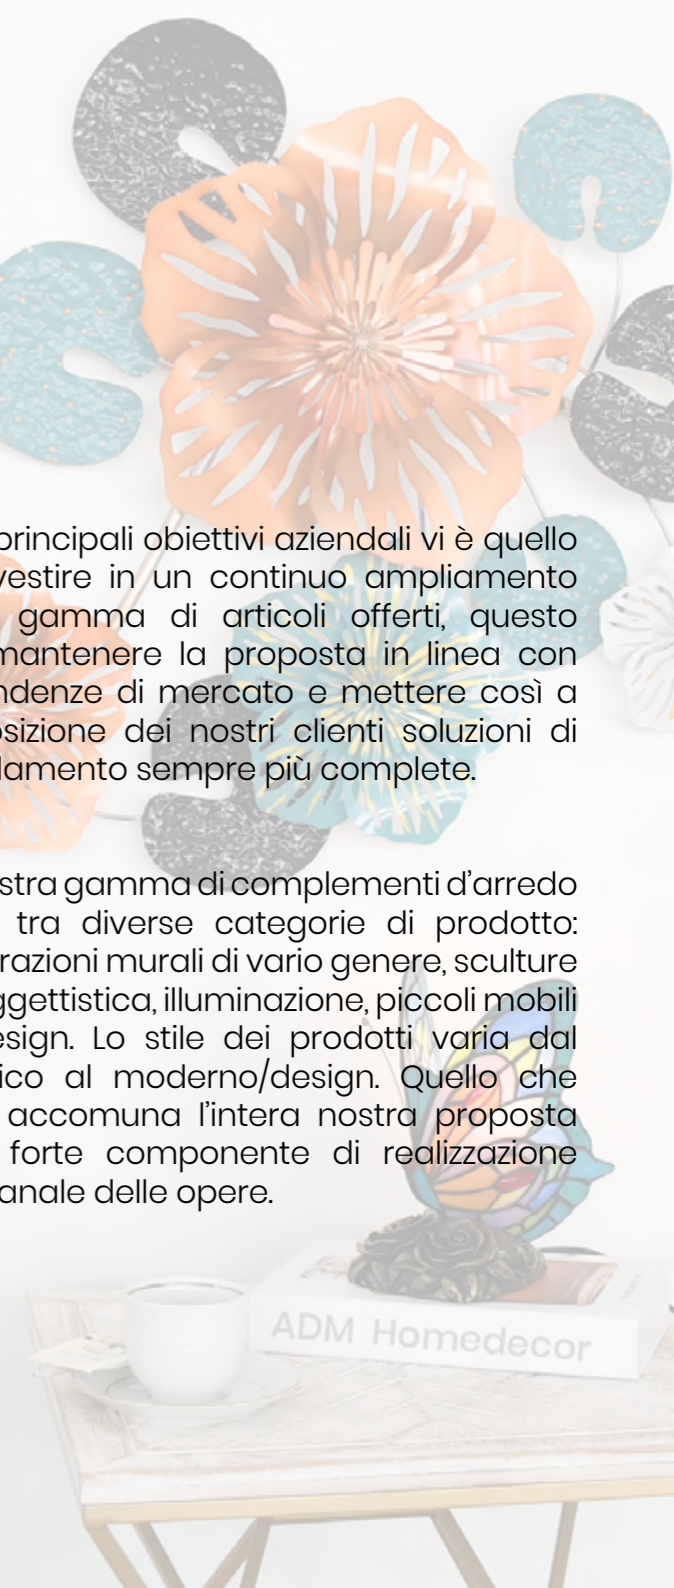 principali obiettivi aziendali vi è quello
vestire in un continuo ampliamento
gamma di articoli offerti, questo
mantenere la proposta in linea con
ndenze di mercato e mettere così a
osizione dei nostri clienti soluzioni di
lamento sempre più complete.
stra gamma di complementi d'arredo
tra diverse categorie di prodotto:
razioni murali di vario genere, sculture
ggettistica, illuminazione, piccoli mobili
esign. Lo stile dei prodotti varia dal
ico al moderno/design. Quello che
accomuna l'intera nostra proposta
forte componente di realizzazione
anale delle opere.
ADM Homedecor